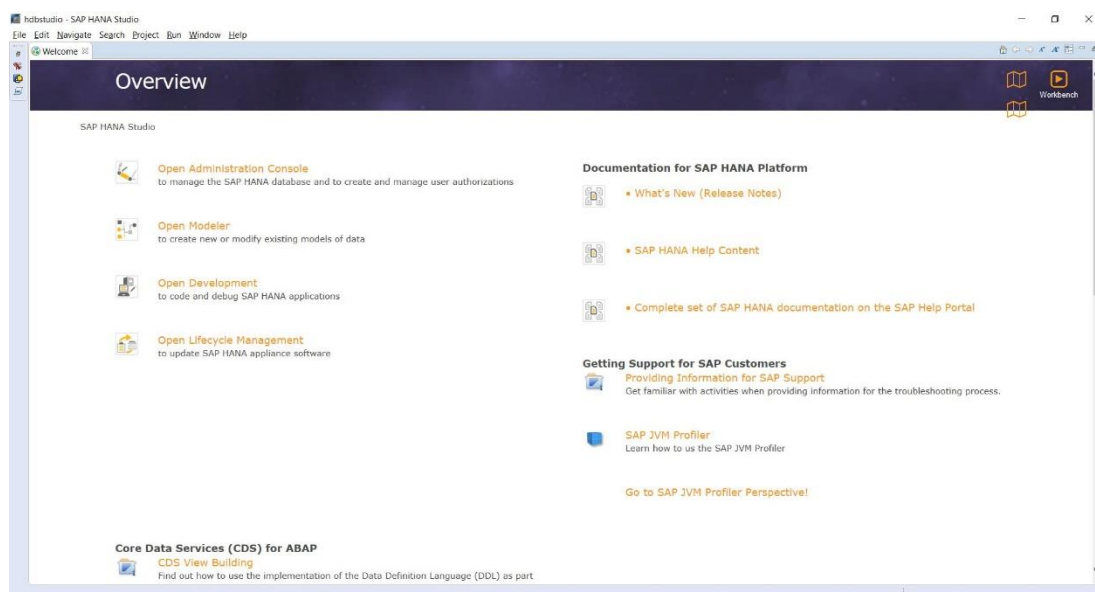 hdbstudio - SAP HANA Studio
File Edit Navigate Search Project Run Window Help
Welcome
Overview
Workbench
SAP HANA Studio
Open Administration Console
to manage the SAP HANA database and to create and manage user authorizations
Open Modeler
to create new or modify existing models of data
Open Development
to code and debug SAP HANA applications
Open Lifecycle Management
to update SAP HANA appliance software
Documentation for SAP HANA Platform
• What's New (Release Notes)
• SAP HANA Help Content
• Complete set of SAP HANA documentation on the SAP Help Portal
Getting Support for SAP Customers
Providing Information for SAP Support
Get familiar with activities when providing information for the troubleshooting process.
SAP JVM Profiler
Learn how to us the SAP JVM Profiler
Go to SAP JVM Profiler Perspective!
Core Data Services (CDS) for ABAP
CDS View Building
Find out how to use the implementation of the Data Definition Language (DDL) as part